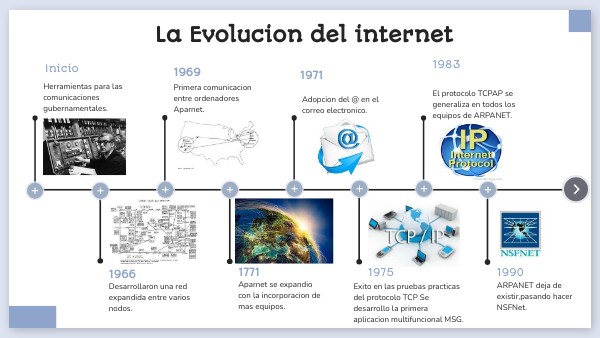 La Evolucion del internet
Inicio
Herramientas para las
comunicaciones
gubernamentales.
1966
Desarrollaron una red
expandida entre varios
nodos.
1969
Primera comunicacion
entre ordenadores
Aparnet.
1771
Aparnet se expandio
con la incorporacion de
mas equipos.
1971
Adopcion del @ en el
correo electronico.
@
1975
Exito en las pruebas practicas
del protocolo TCP Se
desarrollo la primera
aplicacion multifuncional MSG.
TCP/IP
1983
El protocolo TCPAP se
generaliza en todos los
equipos de ARPANET.
IP
Internet
Protocol
1990
ARPANET deja de
existir,pasando hacer
NSFNet.
NSFNET